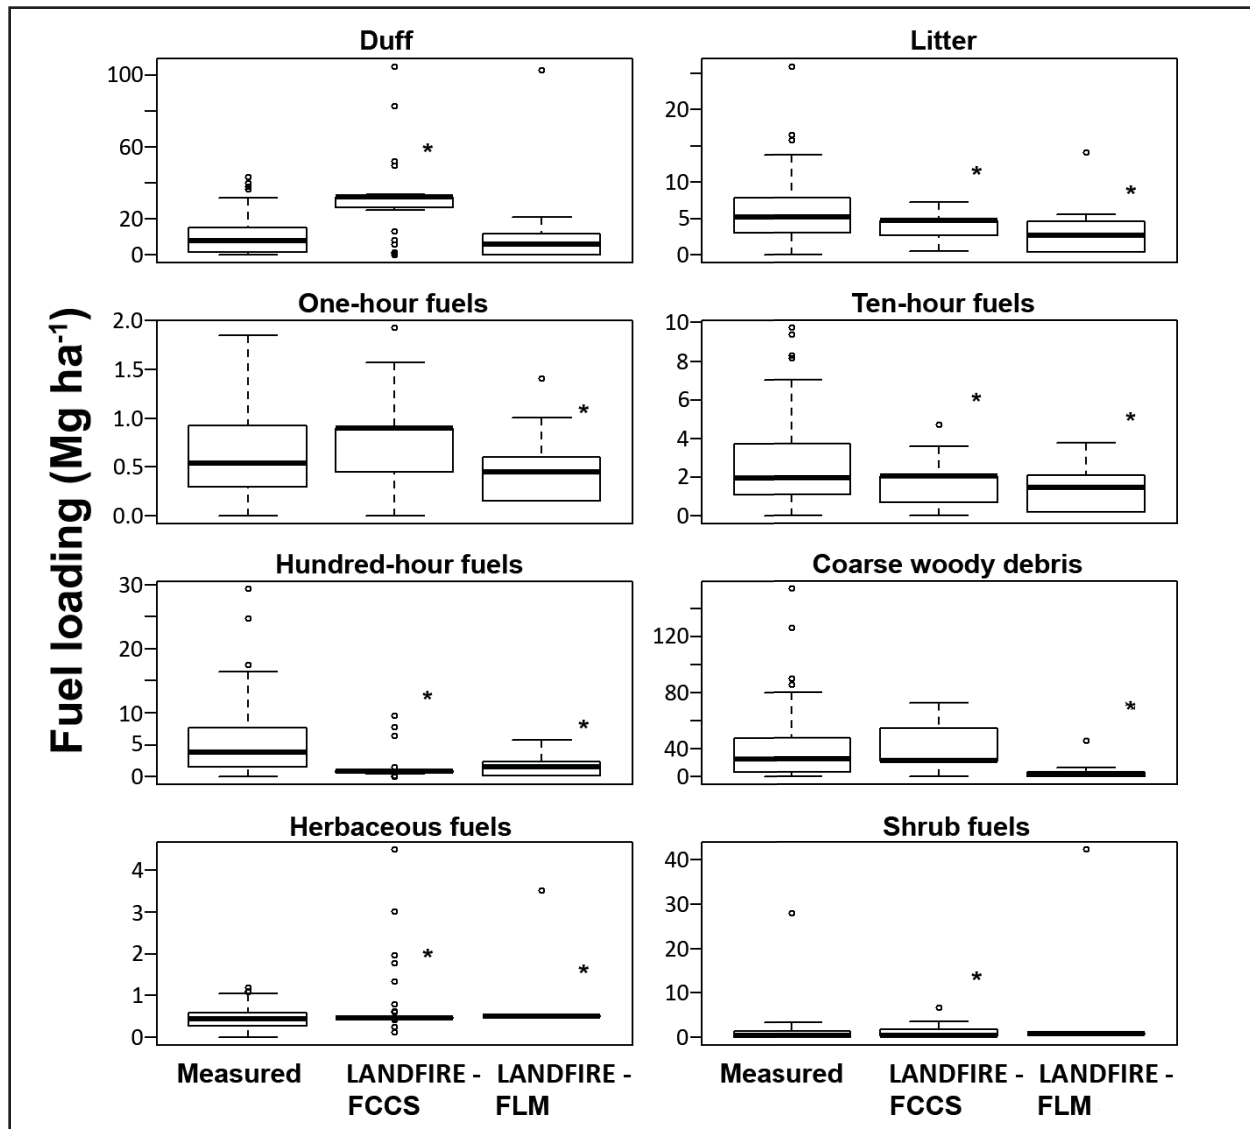 Fuel loading (Mg ha⁻¹)
Duff
100
60
20
0
*
Litter
20
10
5
0
*
*
One-hour fuels
2.0
1.5
1.0
0.5
0.0
*
Ten-hour fuels
10
8
6
4
2
0
*
*
Hundred-hour fuels
30
20
10
5
0
*
*
Coarse woody debris
120
80
40
0
*
Herbaceous fuels
4
3
2
1
0
*
*
Shrub fuels
40
30
20
10
0
*
Measured
LANDFIRE -
FCCS
LANDFIRE -
FLM
Measured
LANDFIRE -
FCCS
LANDFIRE -
FLM